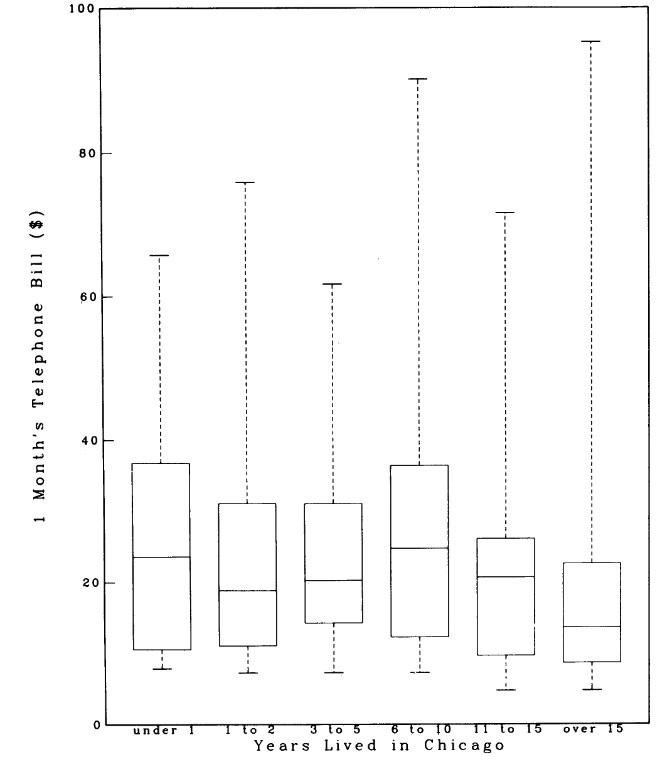 100
80
60
40
20
0
1 Month's Telephone Bill ($)
under 1 1 to 2 3 to 5 6 to 10 11 to 15 over 15
Years Lived in Chicago